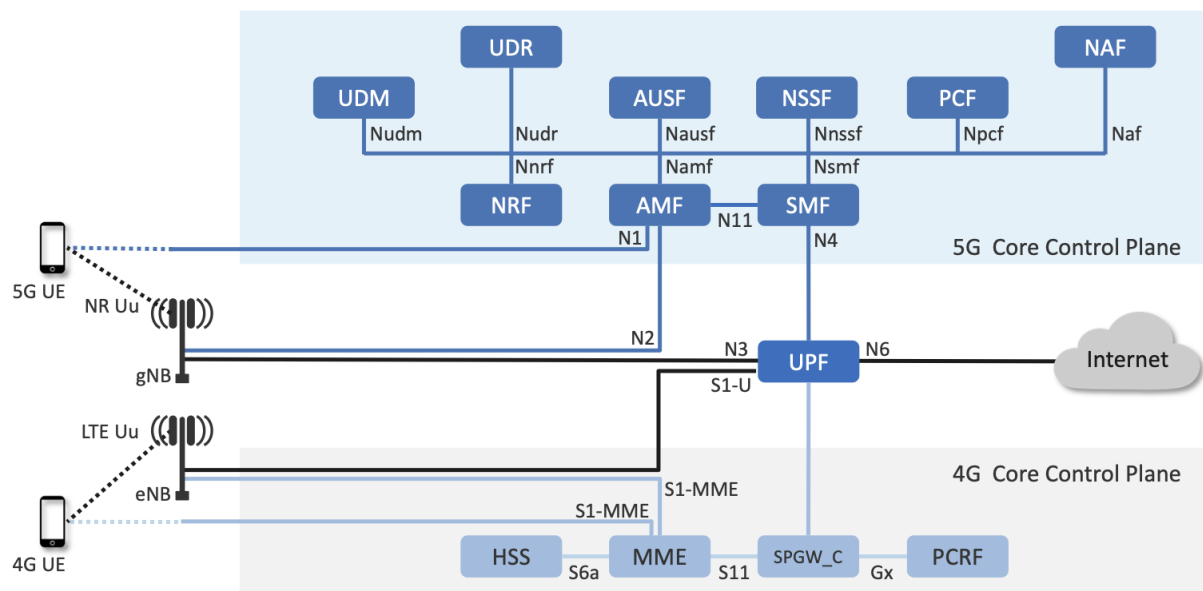 UDR
NAF
UDM
AUSF
NSSF
PCF
Nudm
Nudr
Nausf
Nnssf
Npcf
Naf
Nnrf
Namf
Nsmf
NRF
AMF
SMF
N11
N1
N4
5G Core Control Plane
5G UE
NR Uu
N2
N3
UPF
N6
Internet
gNB
S1-U
LTE Uu
eNB
4G Core Control Plane
S1-MME
S1-MME
4G UE
HSS
S6a
MME
S11
SPGW_C
Gx
PCRF